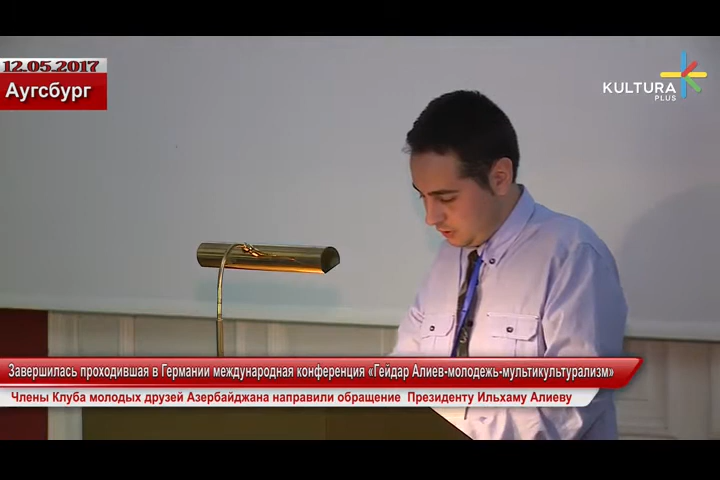 12.05.2017
Аугсбург
KULTURA
PLUS
Завершилась проходившая в Германии международная конференция «Гейдар Алиев-молодежь-мультикультурализм»
Члены Клуба молодых друзей Азербайджана направили обращение Президенту Ильхаму Алиеву